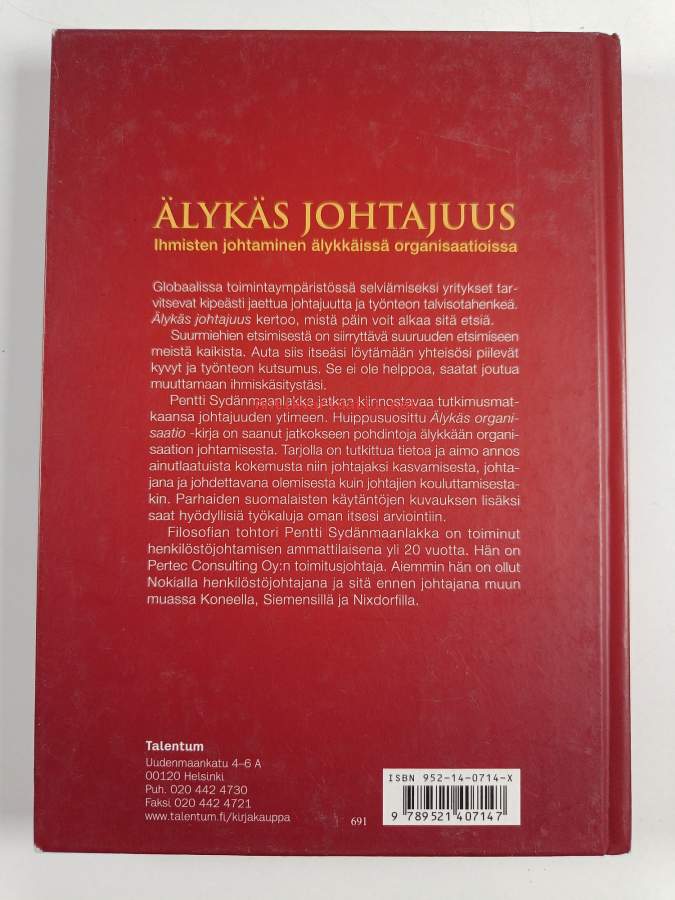 ÄLYKÄS JOHTAJUUS
Ihmisten johtaminen älykkäissä organisaatioissa
Globaalissa toimintaympäristössä selviämiseksi yritykset tar-
vitsevat kipeästi jaettua johtajuutta ja työnteon talvisotahenkeä.
Älykäs johtajuus kertoo, mistä päin voit alkaa sitä etsiä.
Suurmiehien etsimisestä on siirryttävä suuruuden etsimiseen
meistä kaikista. Auta siis itseäsi löytämään yhteisösi piilevät
kyvyt ja työnteon kutsumus. Se ei ole helppoa, saatat joutua
muuttamaan ihmiskäsitystäsi.
Pentti Sydänmaanlakka jatkaa kiinnostavaa tutkimusmat-
kaansa johtajuuden ytimeen. Huippusuosittu Älykäs organi-
saatio -kirja on saanut jatkokseen pohdintoja älykkään organi-
saation johtamisesta. Tarjolla on tutkittua tietoa ja aimo annos
ainutlaatuista kokemusta niin johtajaksi kasvamisesta, johta-
jana ja johdettavana olemisesta kuin johtajien kouluttamisesta-
kin. Parhaiden suomalaisten käytäntöjen kuvauksen lisäksi
saat hyödyllisiä työkaluja oman itsesi arviointiin.
Filosofian tohtori Pentti Sydänmaanlakka on toiminut
henkilöstöjohtamisen ammattilaisena yli 20 vuotta. Hän on
Pertec Consulting Oy:n toimitusjohtaja. Aiemmin hän on ollut
Nokialla henkilöstöjohtajana ja sitä ennen johtajana muun
muassa Koneella, Siemensillä ja Nixdorfilla.
Talentum
Uudenmaankatu 4–6 A
00120 Helsinki
Puh. 020 442 4730
Faksi 020 442 4721
www.talentum.fi/kirjakauppa
691
ISBN 952-14-0714-X
9 789521 407147